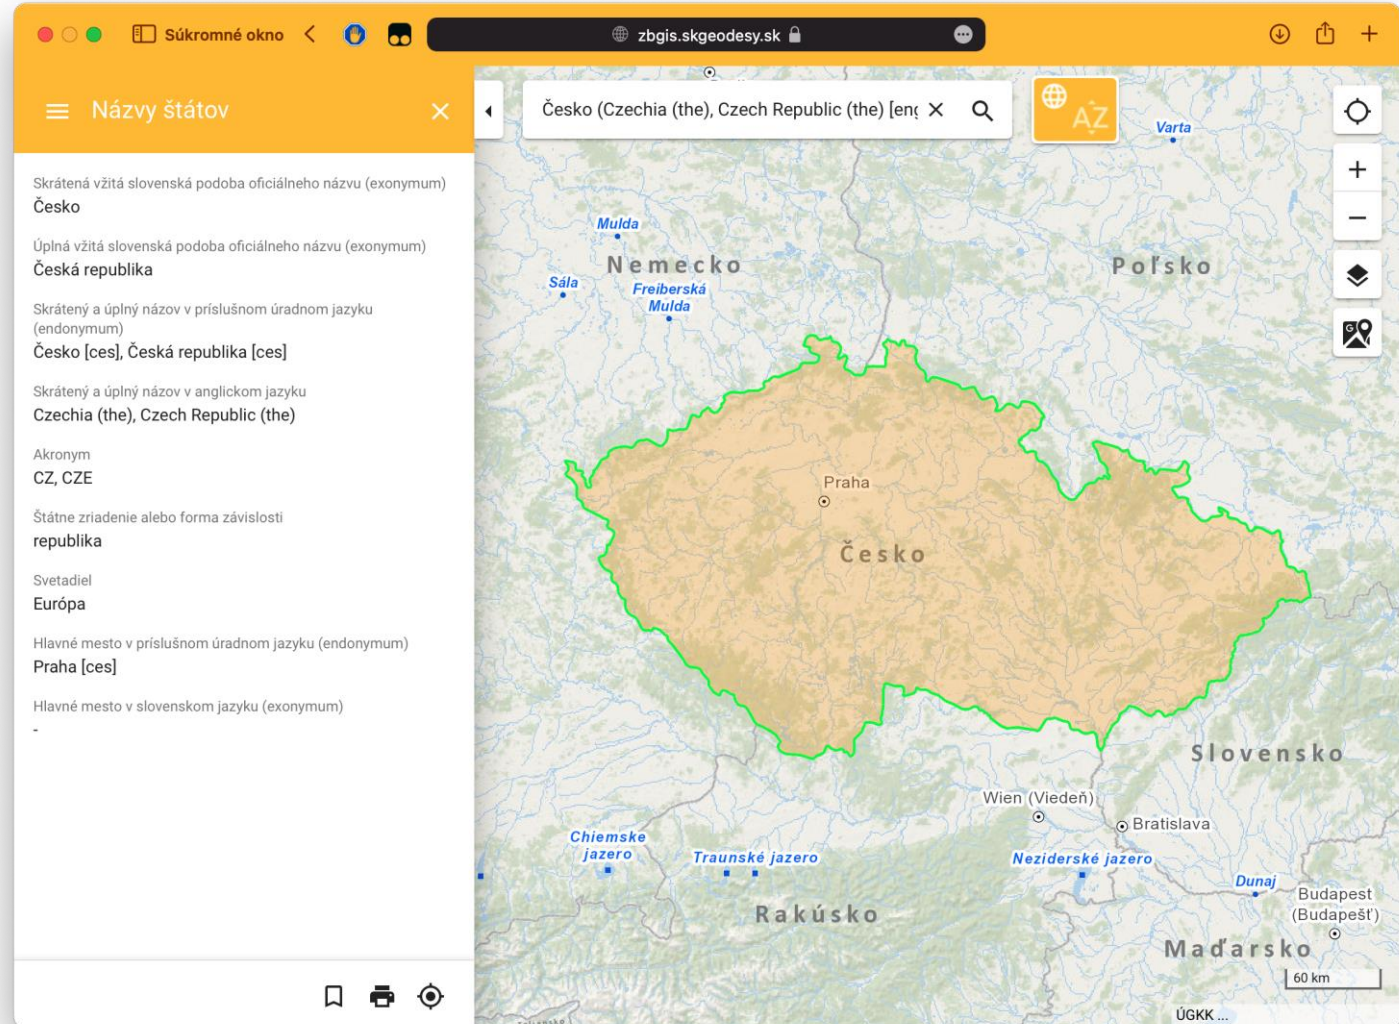 Súkromné okno
zbgis.skgeodesy.sk
Názvy štátov
Česko (Czechia (the), Czech Republic (the) [eng
AZ
Skrátená vžitá slovenská podoba oficiálneho názvu (exonymum)
Česko
Úplná vžitá slovenská podoba oficiálneho názvu (exonymum)
Česká republika
Skrátený a úplný názov v príslušnom úradnom jazyku
(endonymum)
Česko [ces], Česká republika [ces]
Skrátený a úplný názov v anglickom jazyku
Czechia (the), Czech Republic (the)
Akronym
CZ, CZE
Štátne zriadenie alebo forma závislosti
republika
Svetadiel
Európa
Hlavné mesto v príslušnom úradnom jazyku (endonymum)
Praha [ces]
Hlavné mesto v slovenskom jazyku (exonymum)
-
Varta
Mulda
Nemecko
Poľsko
Sála
Freiberská
Mulda
G
Praha
Česko
Slovensko
Wien (Viedeň)
Bratislava
Chiemske
jazero
Traunské jazero
Neziderské jazero
Dunaj
Budapest
(Budapešť)
Rakúsko
Maďarsko
60 km
ÚGKK ...